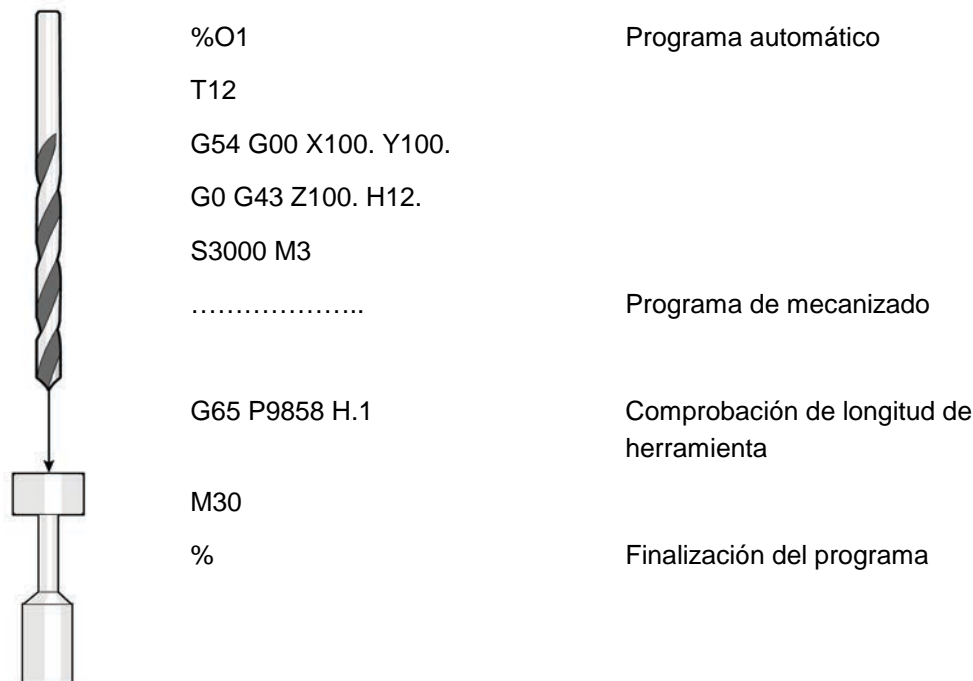 %O1 Programa automático
T12
G54 G00 X100. Y100.
G0 G43 Z100. H12.
S3000 M3
……………….. Programa de mecanizado
G65 P9858 H.1 Comprobación de longitud de
herramienta
M30
% Finalización del programa